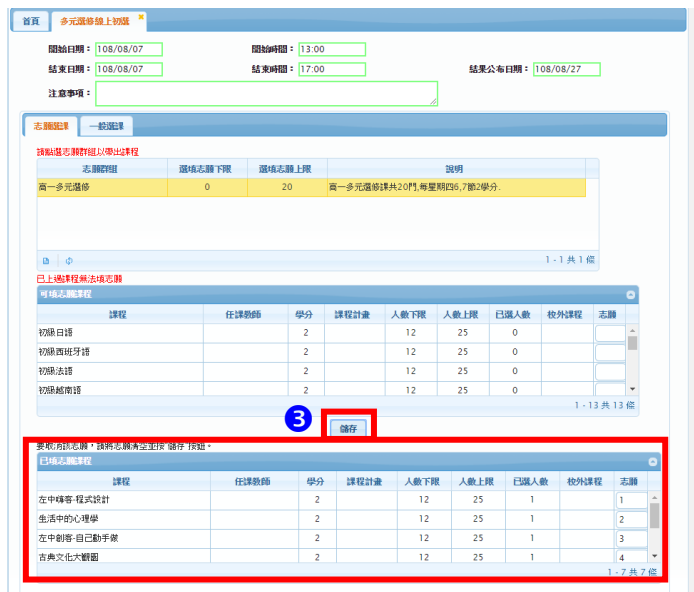 首頁 多元選修線上初選
開始日期： 108/08/07 開始時間： 13:00
結束日期： 108/08/07 結束時間： 17:00 結果公布日期： 108/08/27
注意事項：
志願選課 一般選課
請點選志願群組以帶出課程
志願群組 選填志願下限 選填志願上限 說明
高一多元選修 0 20 高一多元選修課共20門,每星期四6,7節2學分.
1 - 1 共 1 條
已上過課程無法填志願
可填志願課程
課程 任課教師 學分 課程計畫 人數下限 人數上限 已選人數 校外課程 志願
初級日語 2 12 25 0
初級西班牙語 2 12 25 0
初級法語 2 12 25 0
初級越南語 2 12 25 0
1 - 13 共 13 條
3 儲存
要取消該志願，請將志願清空並按"儲存"按鈕。
已填志願課程
課程 任課教師 學分 課程計畫 人數下限 人數上限 已選人數 校外課程 志願
左中嗨客-程式設計 2 12 25 1 1
生活中的心理學 2 12 25 1 2
左中創客-自己動手做 2 12 25 1 3
古典文化大觀園 2 12 25 1 4
1 - 7 共 7 條